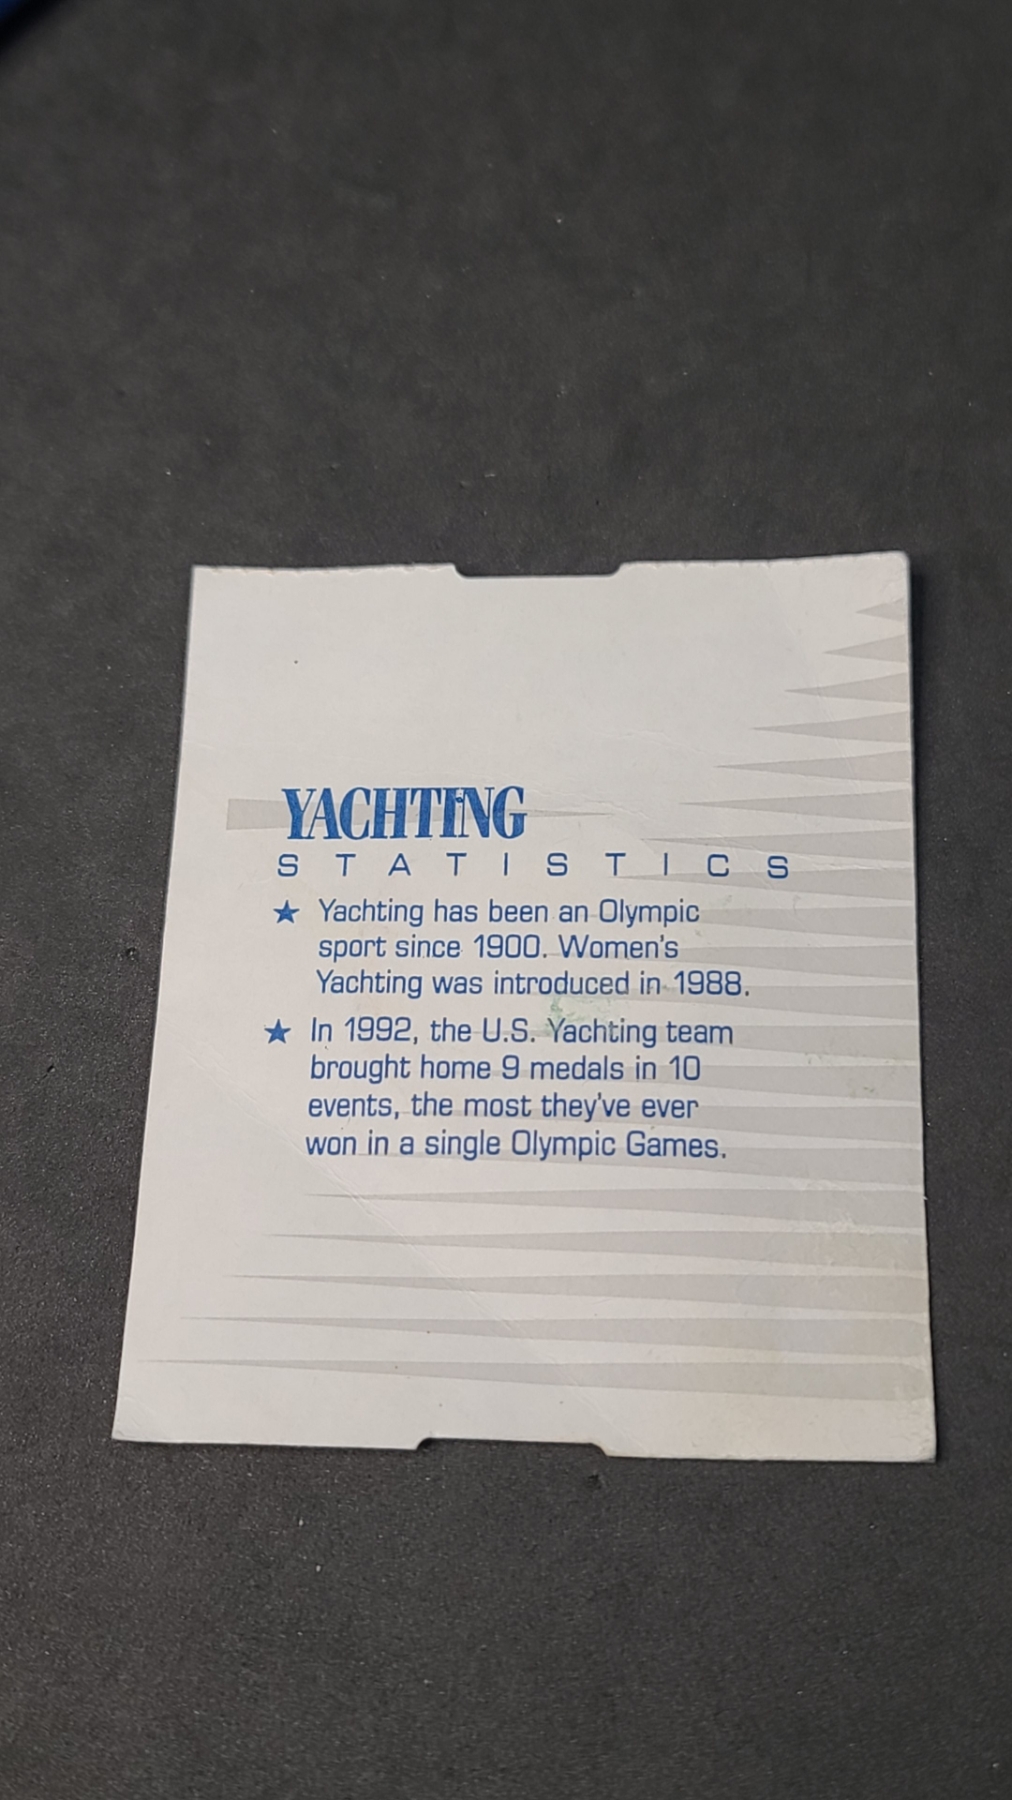 YACHTING
STATISTICS
★ Yachting has been an Olympic
sport since 1900. Women's
Yachting was introduced in 1988.
★ In 1992, the U.S. Yachting team
brought home 9 medals in 10
events, the most they've ever
won in a single Olympic Games.